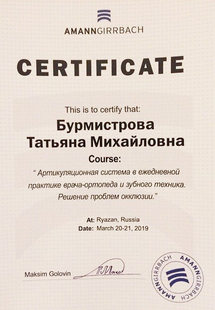 AMANNGIRRBACH
CERTIFICATE
This is to certify that:
Бурмистрова
Татьяна Михайловна
Course:
“ Артикуляционная система в ежедневной
практике врача-ортопеда и зубного техника.
Решение проблем окклюзии.”
At: Ryazan, Russia
Date: March 20-21, 2019
Maksim Golovin
AMANNGIRRBACH